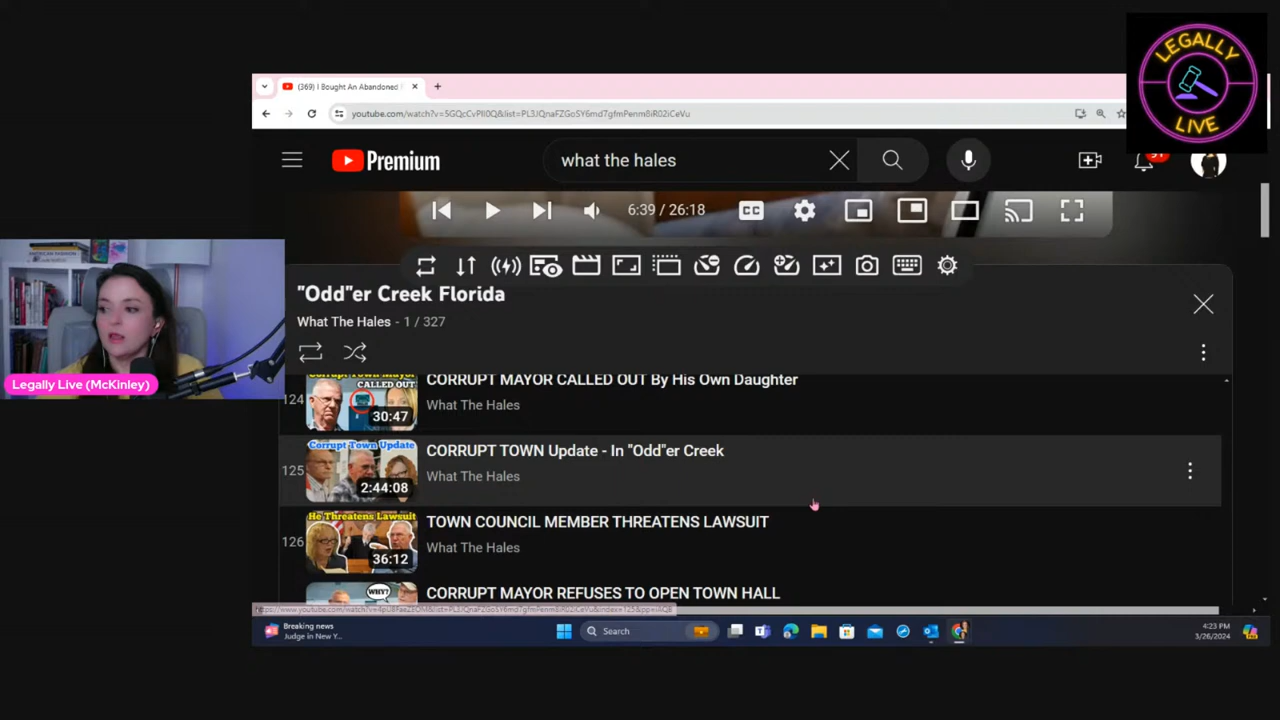 LEGALLY
LIVE
(369) I Bought An Abandoned
youtube.com/watch?v=5GQcCvPlI0Q&list=PL3JQnaFZGoSY6md7gfmPenm8iR02iCeVu
Premium
what the hales
6:39 / 26:18
CC
"Odd"er Creek Florida
What The Hales - 1 / 327
124
Corrupt Town Mayor
CALLED OUT
30:47
CORRUPT MAYOR CALLED OUT By His Own Daughter
What The Hales
125
Corrupt Town Update
2:44:08
CORRUPT TOWN Update - In "Odd"er Creek
What The Hales
126
He Threatens Lawsuit
36:12
TOWN COUNCIL MEMBER THREATENS LAWSUIT
What The Hales
WHY?
CORRUPT MAYOR REFUSES TO OPEN TOWN HALL
Legally Live (McKinley)
Breaking news
Judge in New Y...
Search
4:23 PM
3/26/2024